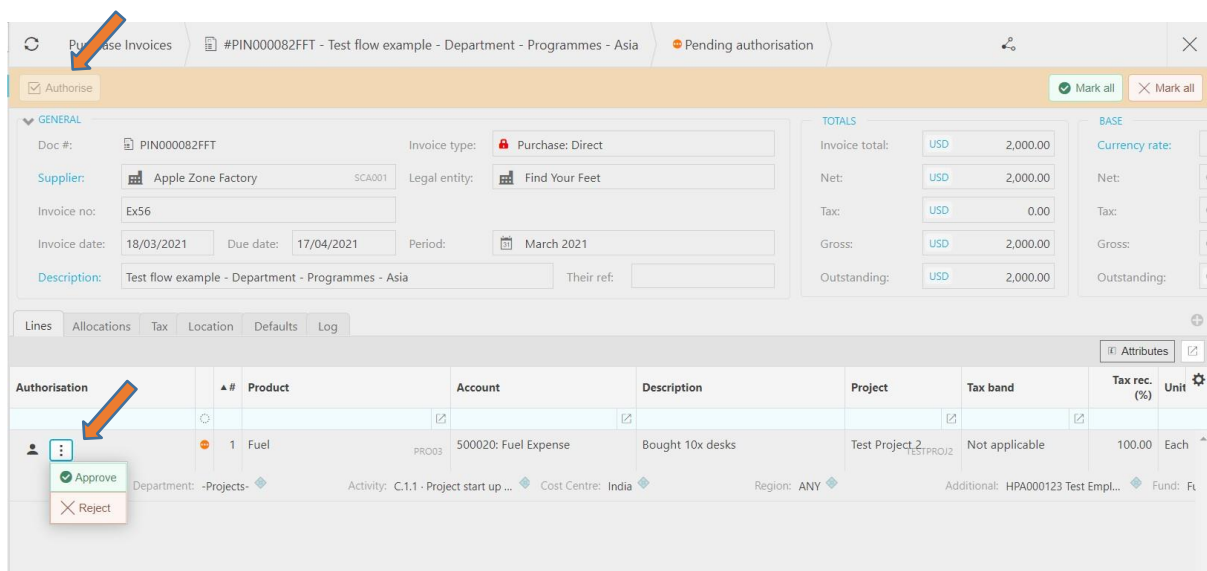 Purchase Invoices #PIN000082FFT - Test flow example - Department - Programmes - Asia Pending authorisation
Authorise Mark all Mark all
GENERAL TOTALS BASE
Doc #: PIN000082FFT Invoice type: Purchase: Direct Invoice total: USD 2,000.00 Currency rate:
Supplier: Apple Zone Factory SCA001 Legal entity: Find Your Feet Net: USD 2,000.00 Net:
Invoice no: Ex56 Tax: USD 0.00 Tax:
Invoice date: 18/03/2021 Due date: 17/04/2021 Period: 31 March 2021 Gross: USD 2,000.00 Gross:
Description: Test flow example - Department - Programmes - Asia Their ref: Outstanding: USD 2,000.00 Outstanding:
Lines Allocations Tax Location Defaults Log
Attributes
Authorisation # Product Account Description Project Tax band Tax rec. (%) Unit
1 Fuel PRO03 500020: Fuel Expense Bought 10x desks Test Project 2 TESTPROJ2 Not applicable 100.00 Each
Approve
Department: -Projects- Activity: C.1.1 · Project start up ... Cost Centre: India Region: ANY Additional: HPA000123 Test Empl... Fund:
Reject